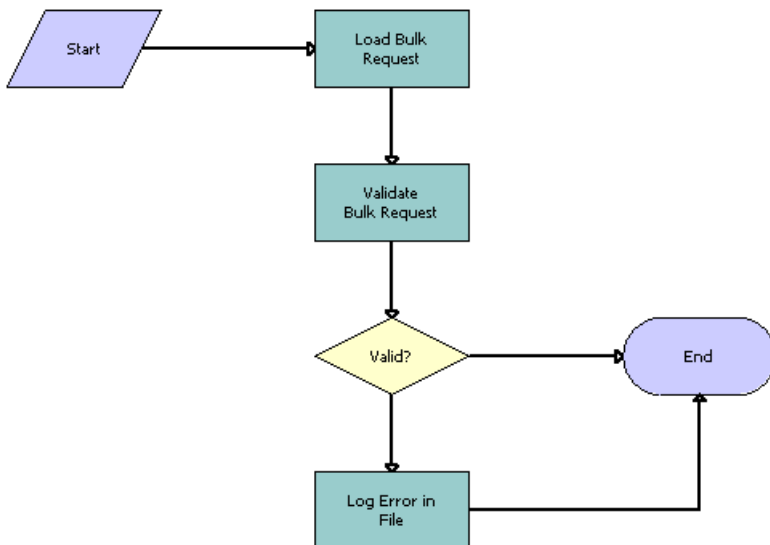 Start
Load Bulk
Request
Validate
Bulk Request
Valid?
End
Log Error in
File